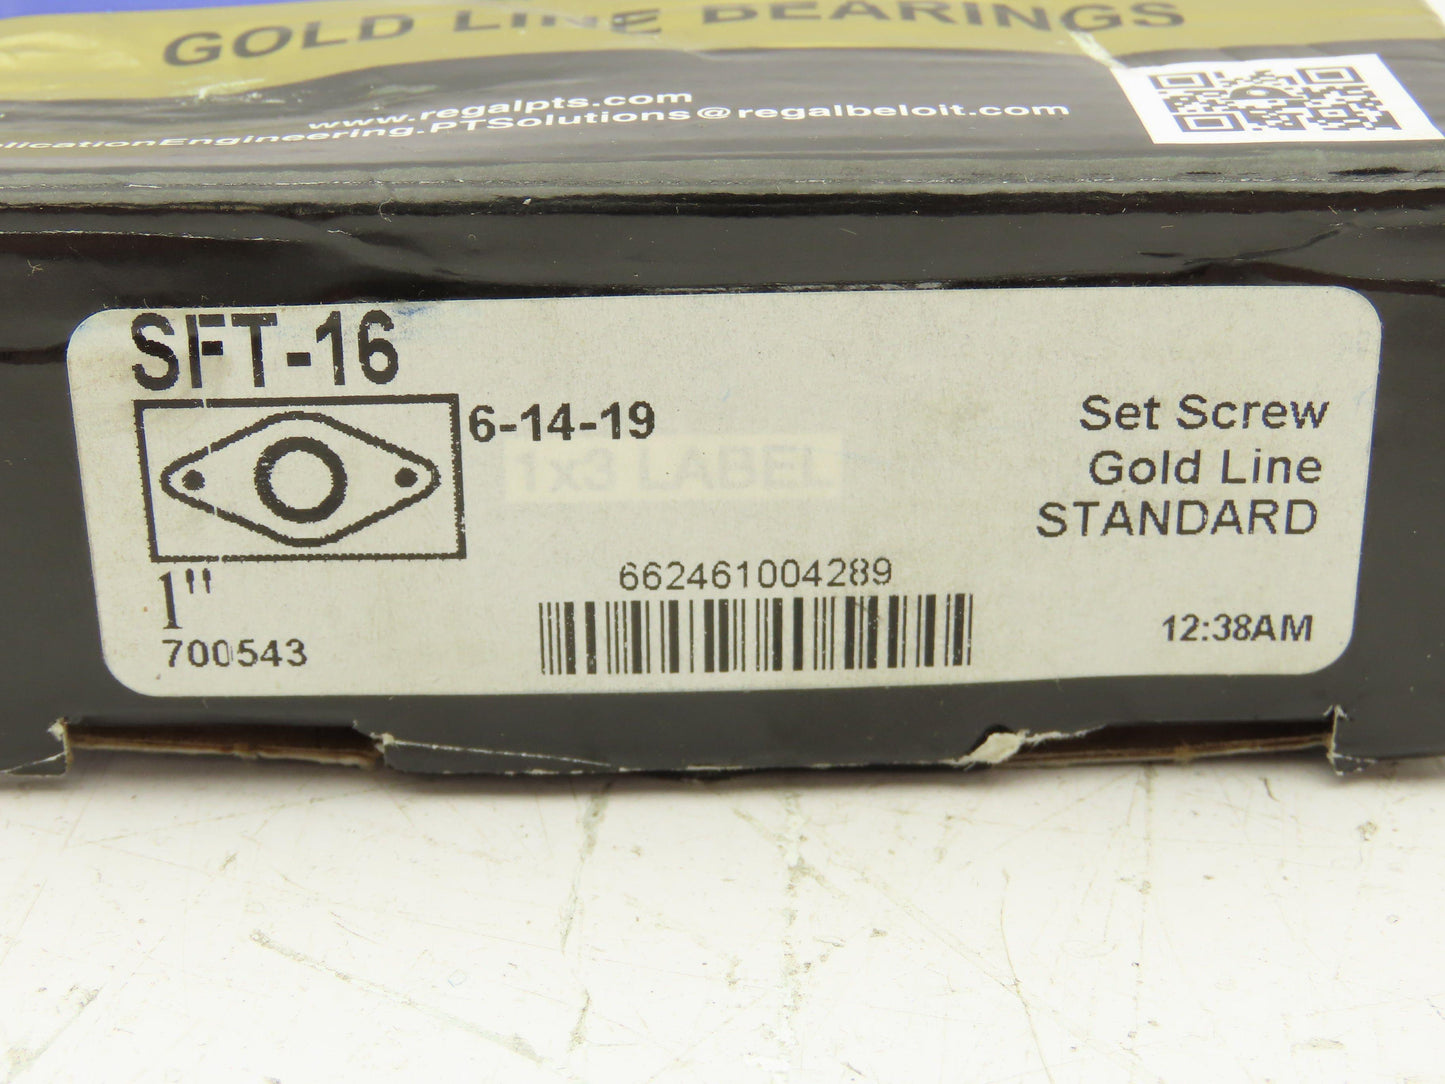 GOLD LINE BEARINGS
www.regalpts.com
licationEngineering.PTSolutions@regalbeloit.com
SFT-16
6-14-19
1x3 LABEL
Set Screw
Gold Line
STANDARD
1"
700543
662461004289
12:38AM